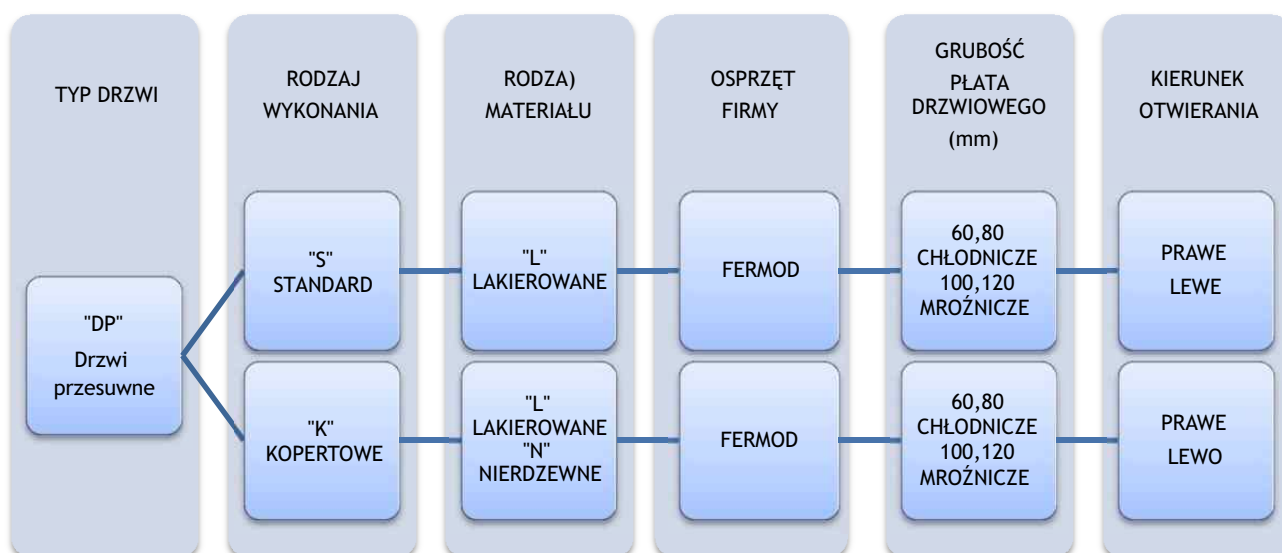 TYP DRZWI
RODZAJ
WYKONANIA
RODZA)
MATERIAŁU
OSPRZĘT
FIRMY
GRUBOŚĆ
PŁATA
DRZWIOWEGO
(mm)
KIERUNEK
OTWIERANIA
"DP"
Drzwi
przesuwne
"S"
STANDARD
"L"
LAKIEROWANE
FERMOD
60,80
CHŁODNICZE
100,120
MROŹNICZE
PRAWE
LEWE
"K"
KOPERTOWE
"L"
LAKIEROWANE
"N"
NIERDZEWNE
FERMOD
60,80
CHŁODNICZE
100,120
MROŹNICZE
PRAWE
LEWO